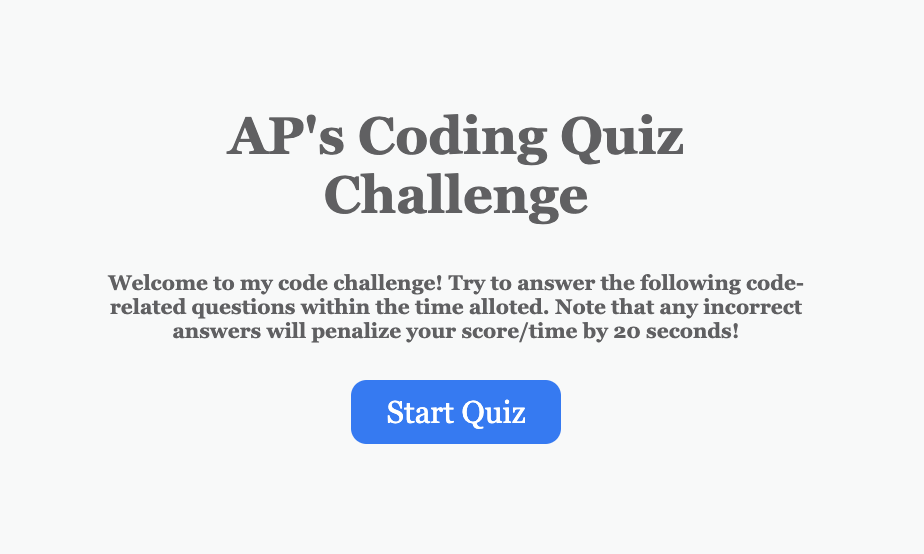 AP's Coding Quiz
Challenge
Welcome to my code challenge! Try to answer the following code-
related questions within the time alloted. Note that any incorrect
answers will penalize your score/time by 20 seconds!
Start Quiz